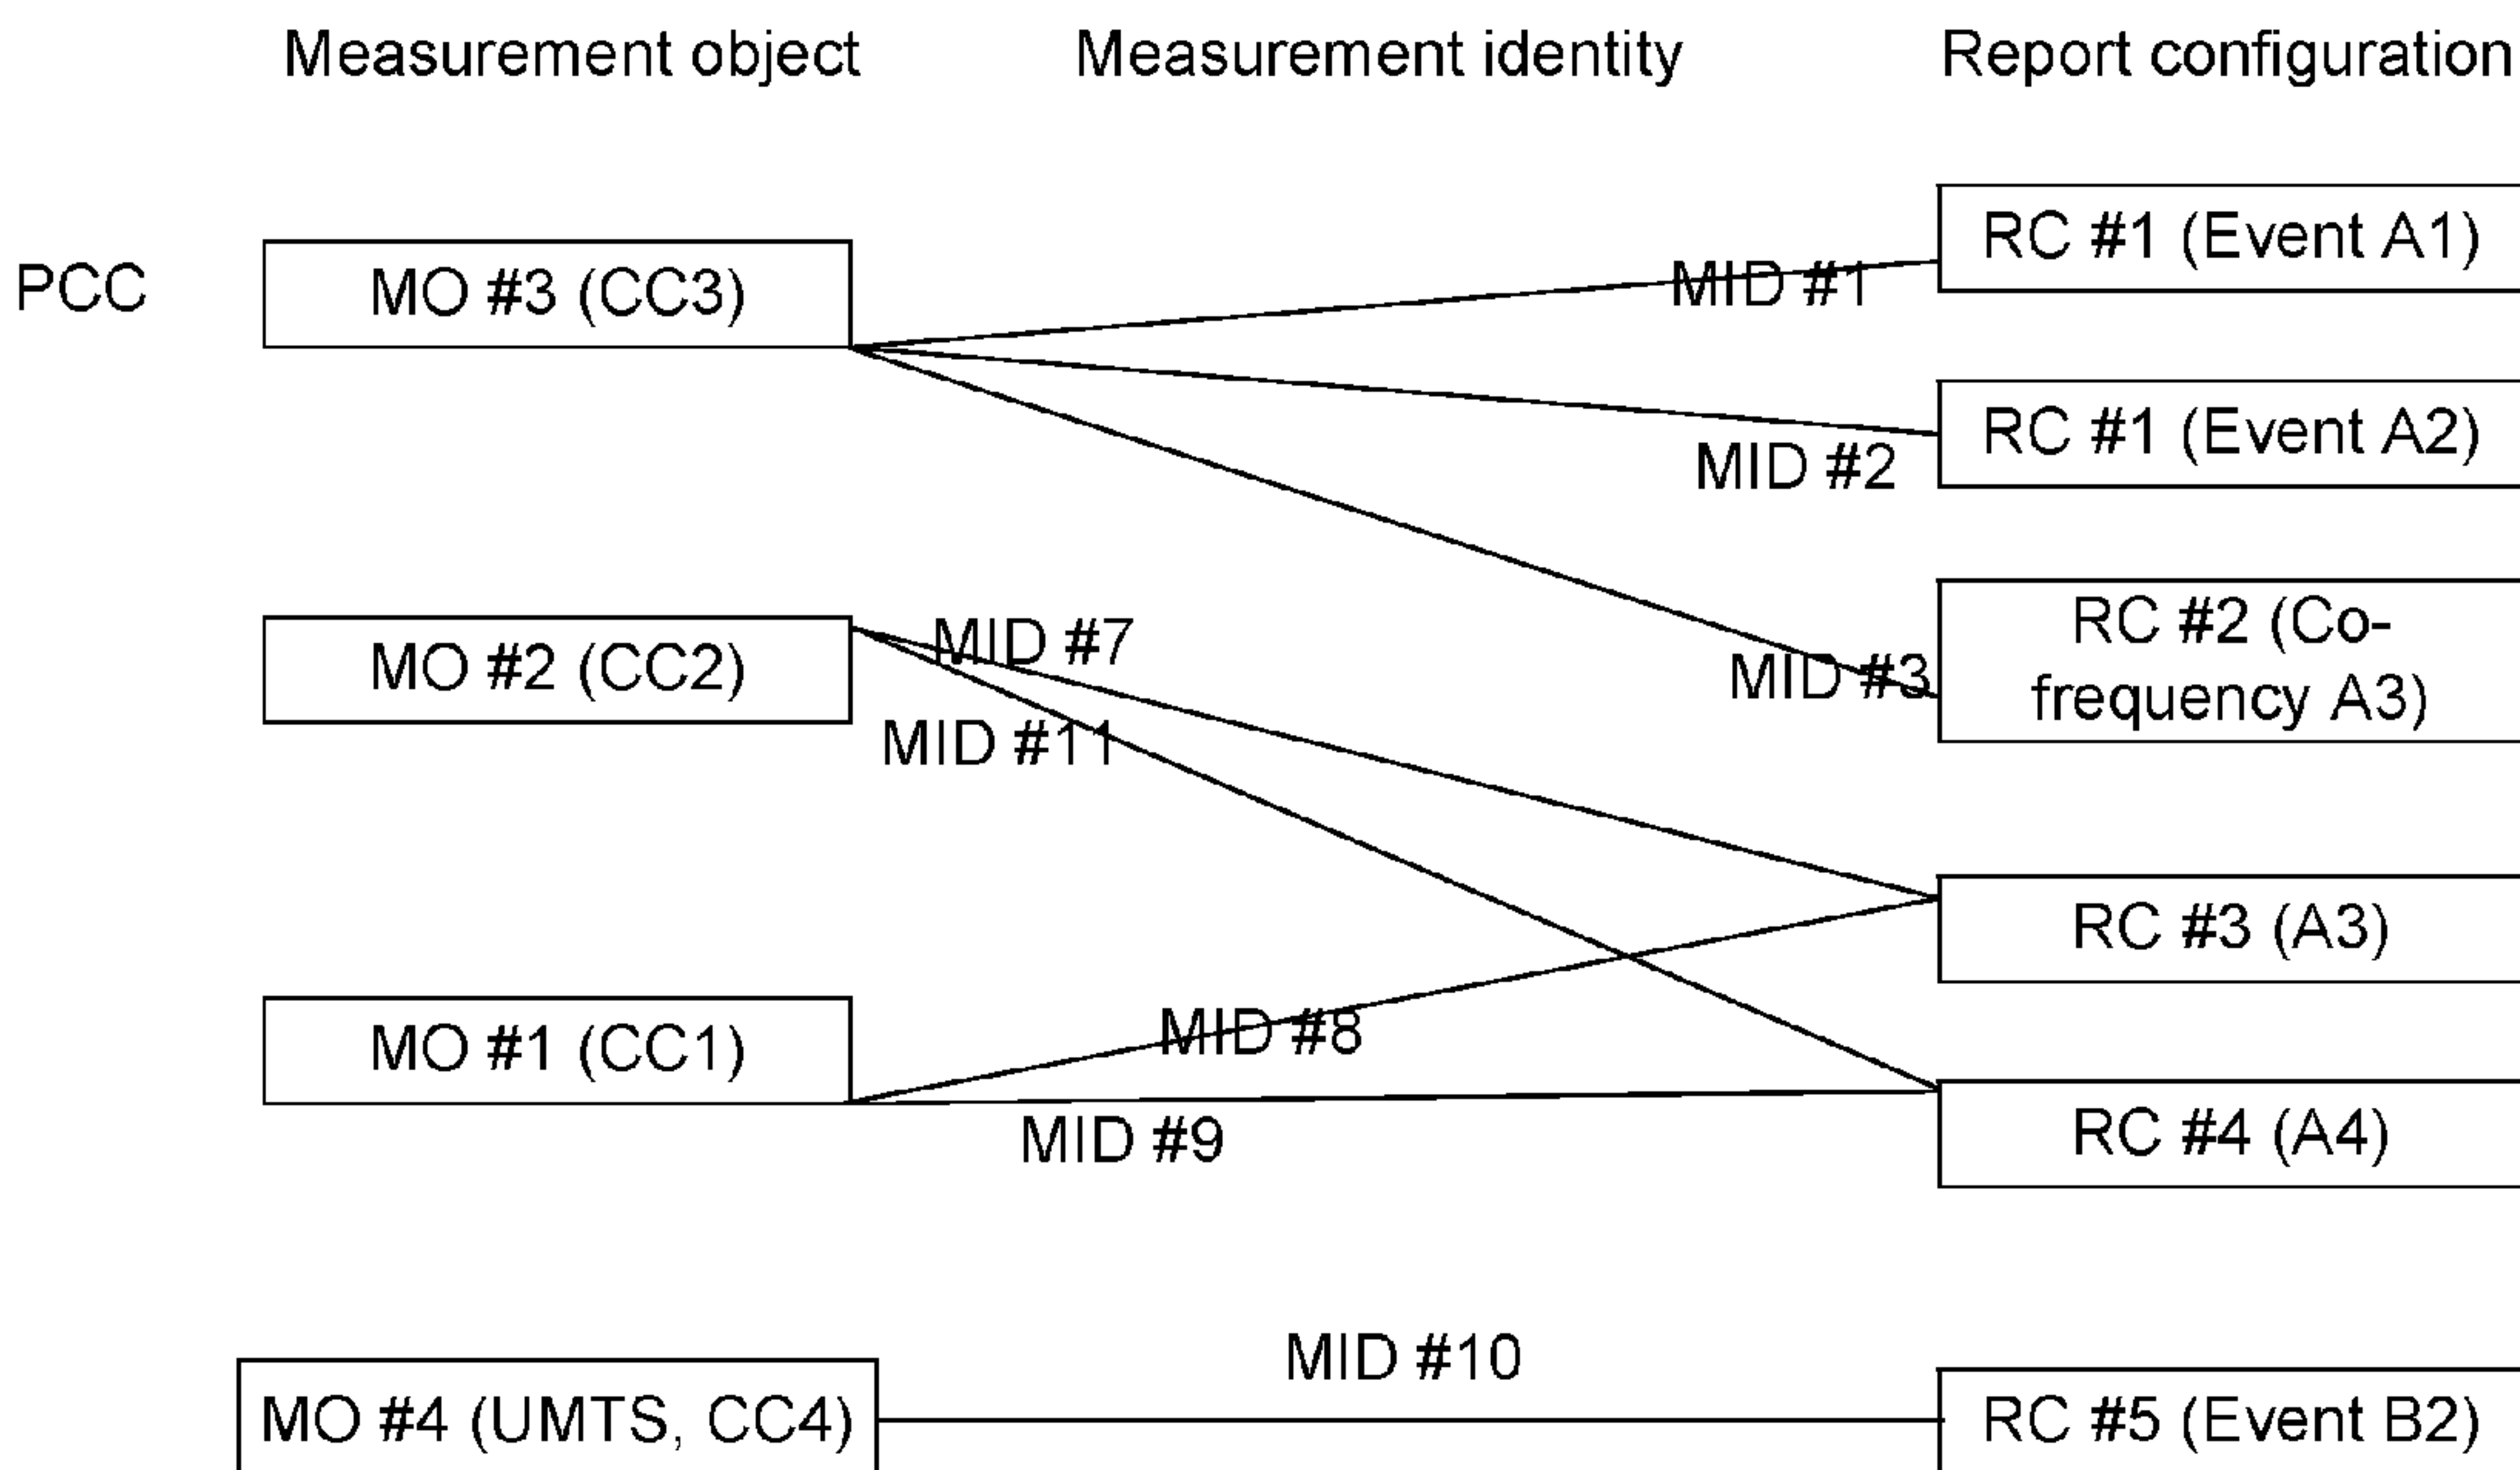 Measurement object
Measurement identity
Report configuration
RC #1 (Event A1)
PCC
MO #3 (CC3)
MID #1
RC #1 (Event A2)
MID #2
RC #2 (Co-
frequency A3)
MID #7
MO #2 (CC2)
MID #3
MID #11
RC #3 (A3)
MID #8
MO #1 (CC1)
RC #4 (A4)
MID #9
MID #10
MO #4 (UMTS, CC4)
RC #5 (Event B2)